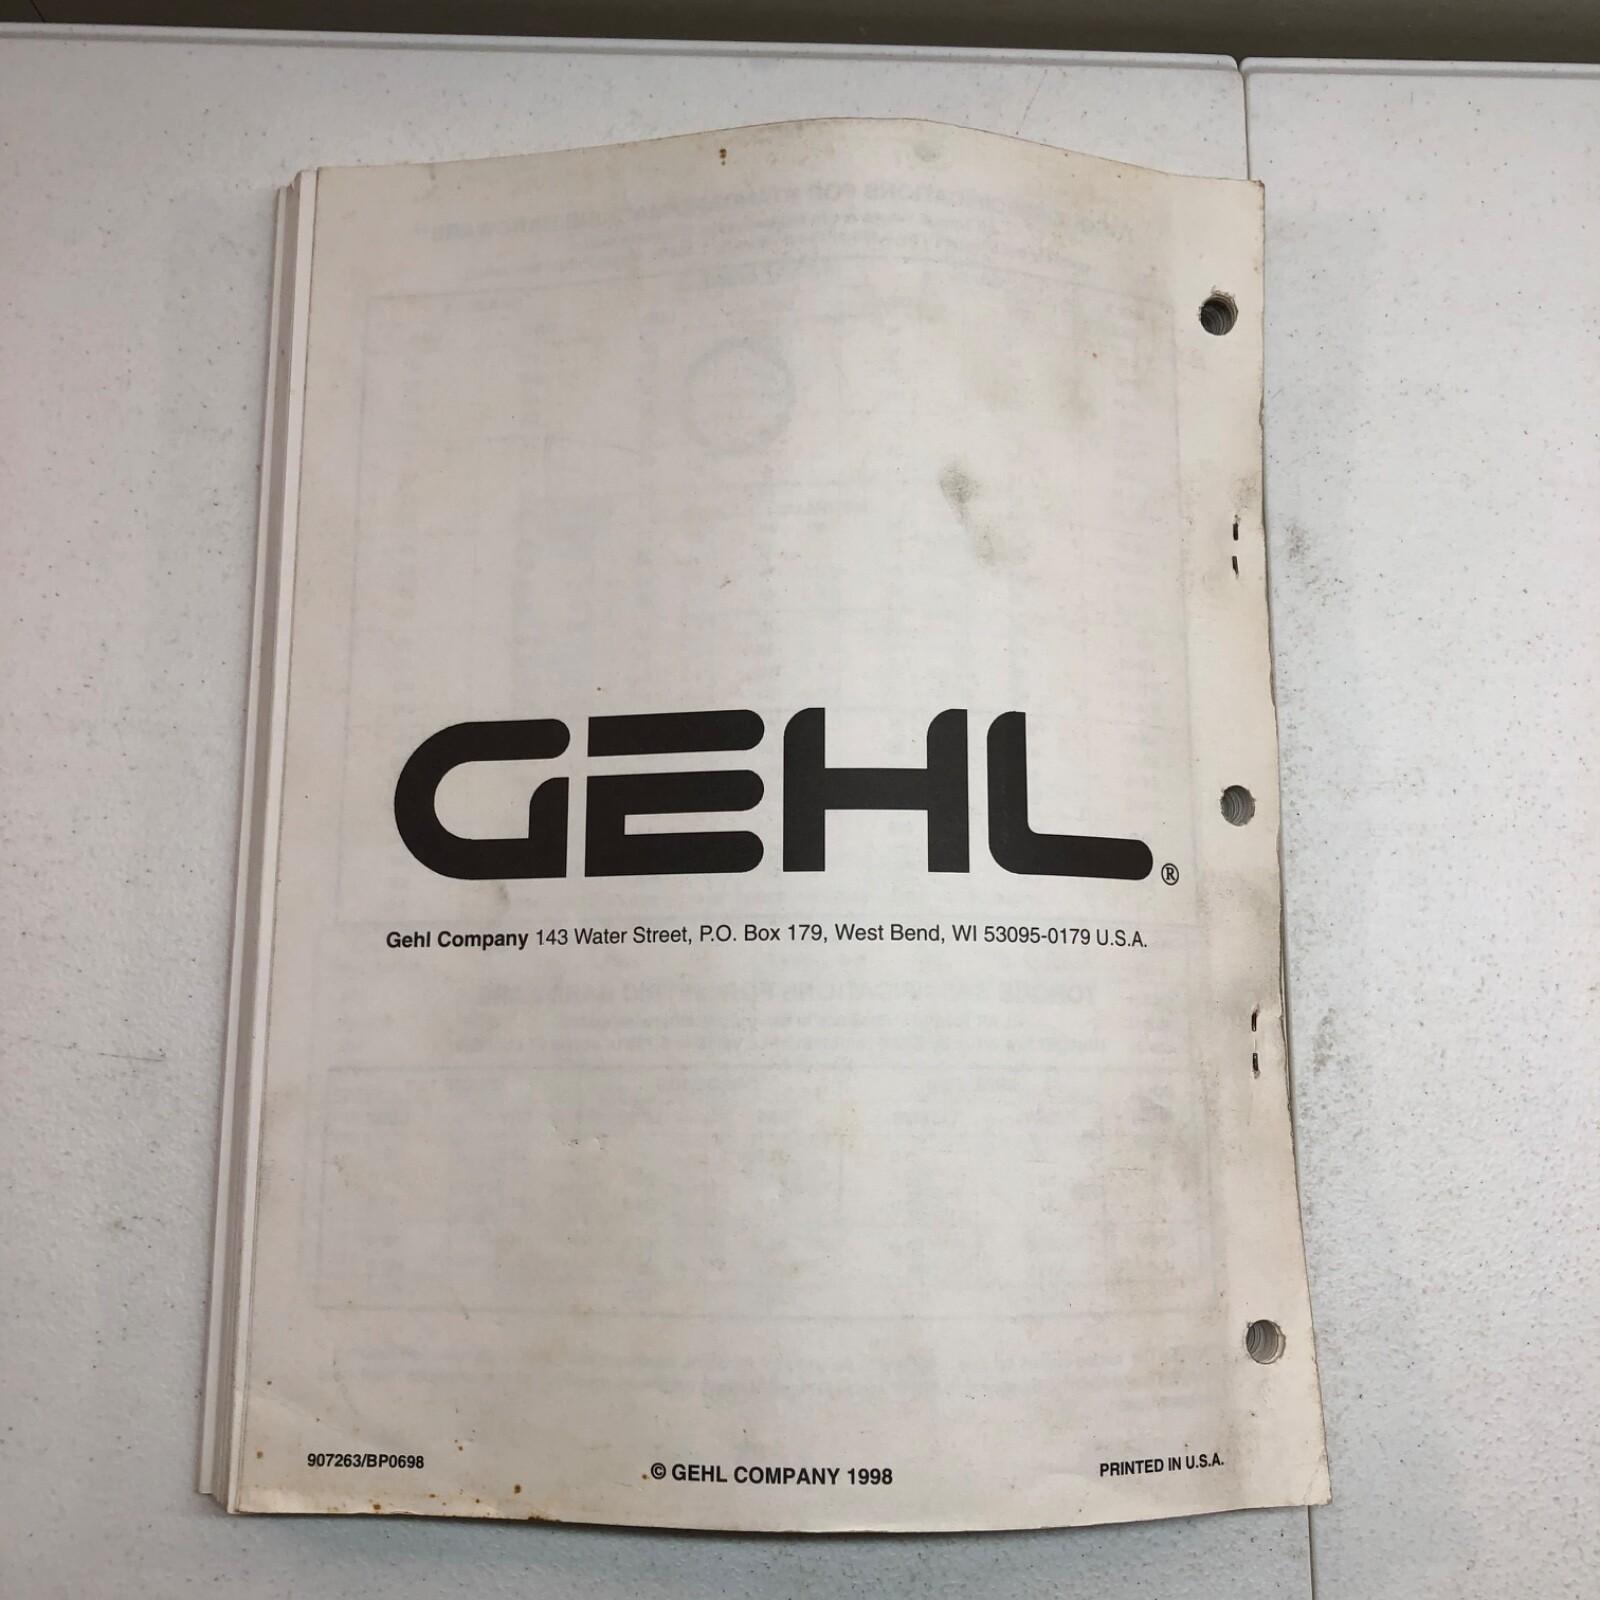 GEHL®
Gehl Company 143 Water Street, P.O. Box 179, West Bend, WI 53095-0179 U.S.A.
907263/BP0698
© GEHL COMPANY 1998
PRINTED IN U.S.A.